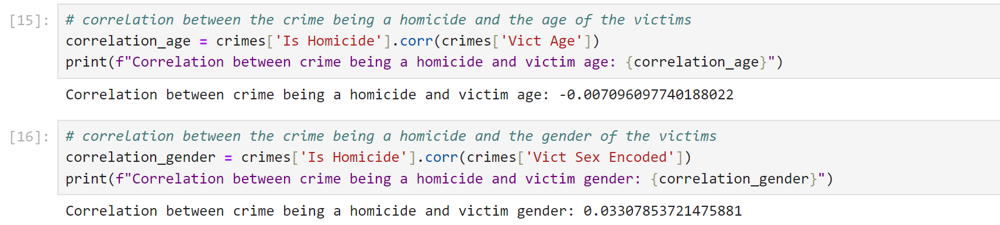 [15]: # correlation between the crime being a homicide and the age of the victims
correlation_age = crimes['Is Homicide'].corr(crimes['Vict Age'])
print(f"Correlation between crime being a homicide and victim age: {correlation_age}")
Correlation between crime being a homicide and victim age: -0.007096097740188022
[16]: # correlation between the crime being a homicide and the gender of the victims
correlation_gender = crimes['Is Homicide'].corr(crimes['Vict Sex Encoded'])
print(f"Correlation between crime being a homicide and victim gender: {correlation_gender}")
Correlation between crime being a homicide and victim gender: 0.03307853721475881